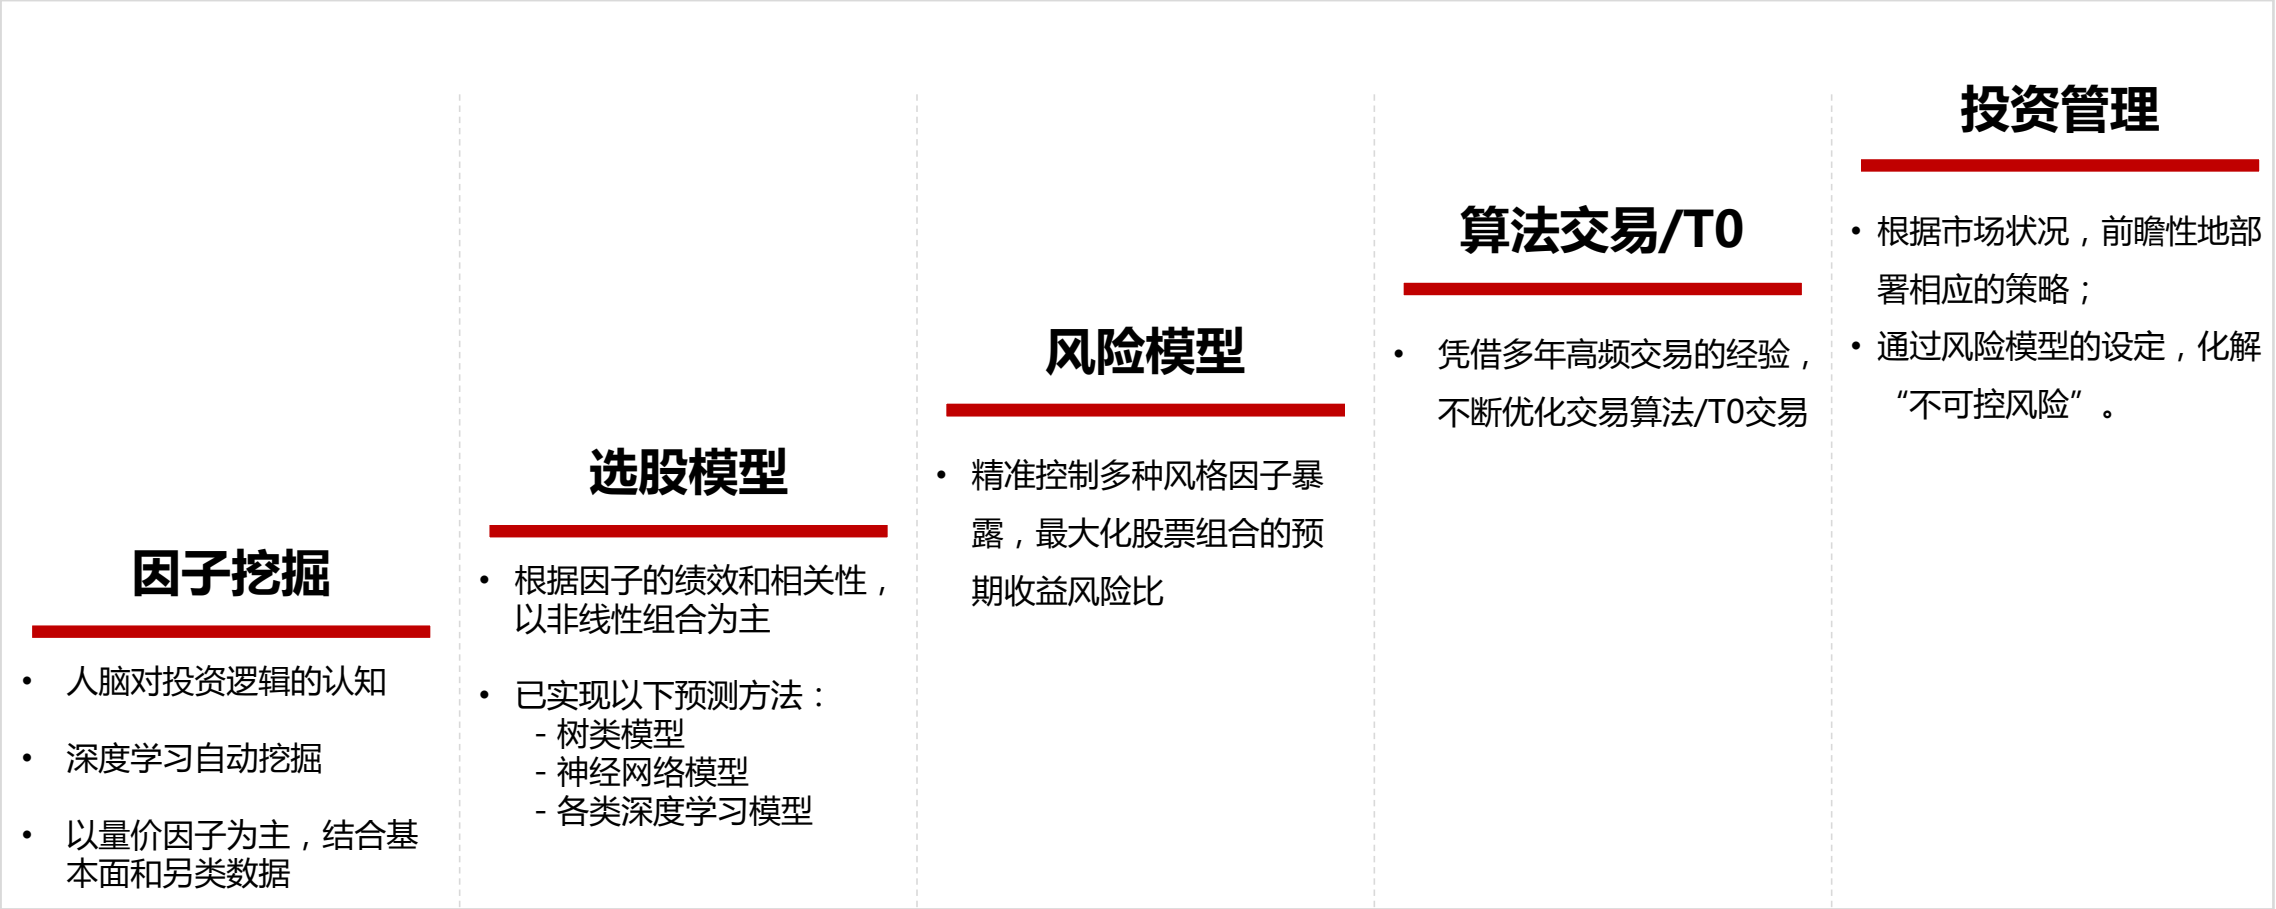 因子挖掘
• 人脑对投资逻辑的认知
• 深度学习自动挖掘
• 以量价因子为主，结合基
本面和另类数据
选股模型
• 根据因子的绩效和相关性，
以非线性组合为主
• 已实现以下预测方法：
- 树类模型
- 神经网络模型
- 各类深度学习模型
风险模型
• 精准控制多种风格因子暴
露，最大化股票组合的预
期收益风险比
算法交易/T0
• 凭借多年高频交易的经验，
不断优化交易算法/T0交易
投资管理
• 根据市场状况，前瞻性地部
署相应的策略；
• 通过风险模型的设定，化解
“不可控风险”。